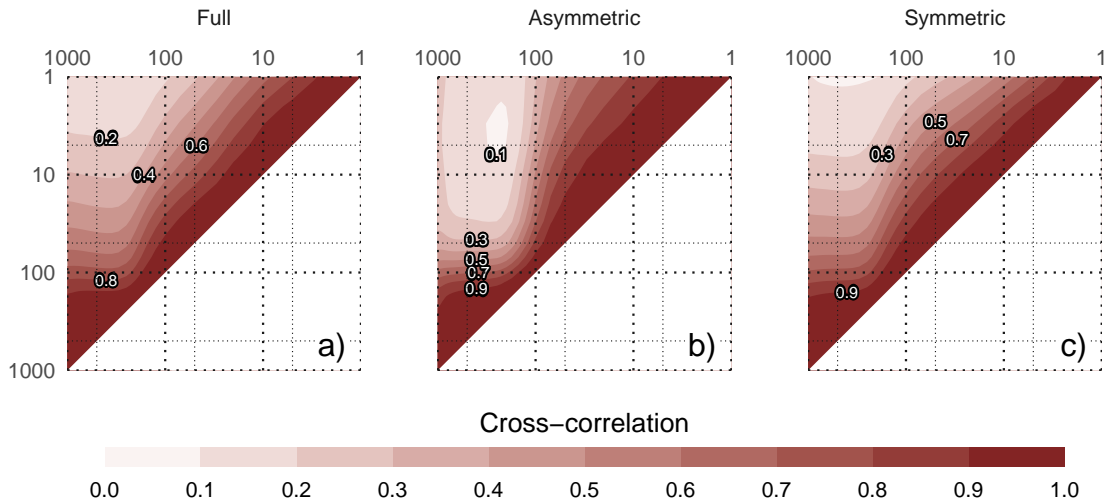 Full Asymmetric Symmetric
1000 100 10 1 1000 100 10 1 1000 100 10 1
1
0.5
0.2 0.6 0.7
0.1 0.3
10 0.4
0.3
0.5
100 0.7
0.8
0.9 0.9
a) b) c)
1000
Cross−correlation
0.0 0.1 0.2 0.3 0.4 0.5 0.6 0.7 0.8 0.9 1.0